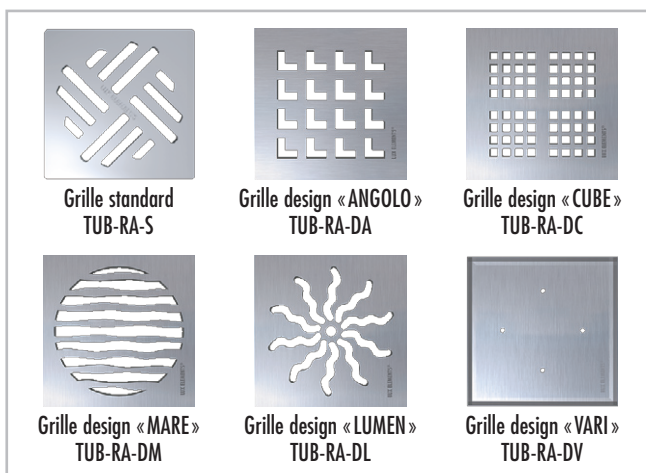 Grille standard
TUB-RA-S
Grille design «ANGOLO»
TUB-RA-DA
Grille design «CUBE»
TUB-RA-DC
Grille design «MARE»
TUB-RA-DM
Grille design «LUMEN»
TUB-RA-DL
Grille design «VARI»
TUB-RA-DV